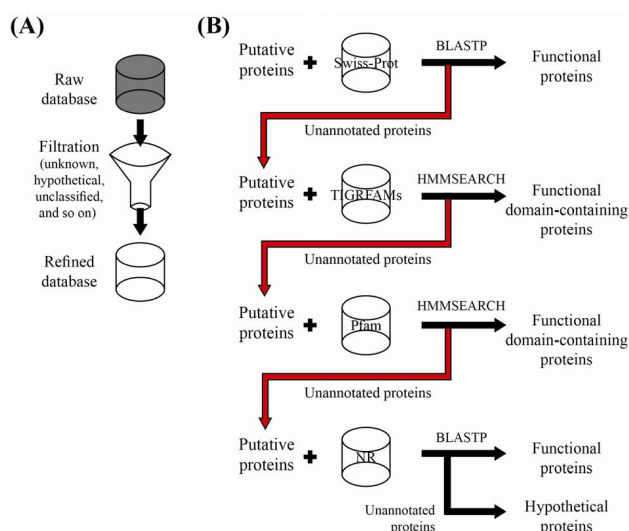 (A)
Raw
database
Filtration
(unknown,
hypothetical,
unclassified,
and so on)
Refined
database
(B)
Putative
proteins
Swiss-Prot
BLASTP
Functional
proteins
Unannotated proteins
Putative
proteins
TIGRFAMs
HMMSEARCH
Functional
domain-containing
proteins
Unannotated proteins
Putative
proteins
Pfam
HMMSEARCH
Functional
domain-containing
proteins
Unannotated proteins
Putative
proteins
NR
BLASTP
Functional
proteins
Unannotated
proteins
Hypothetical
proteins